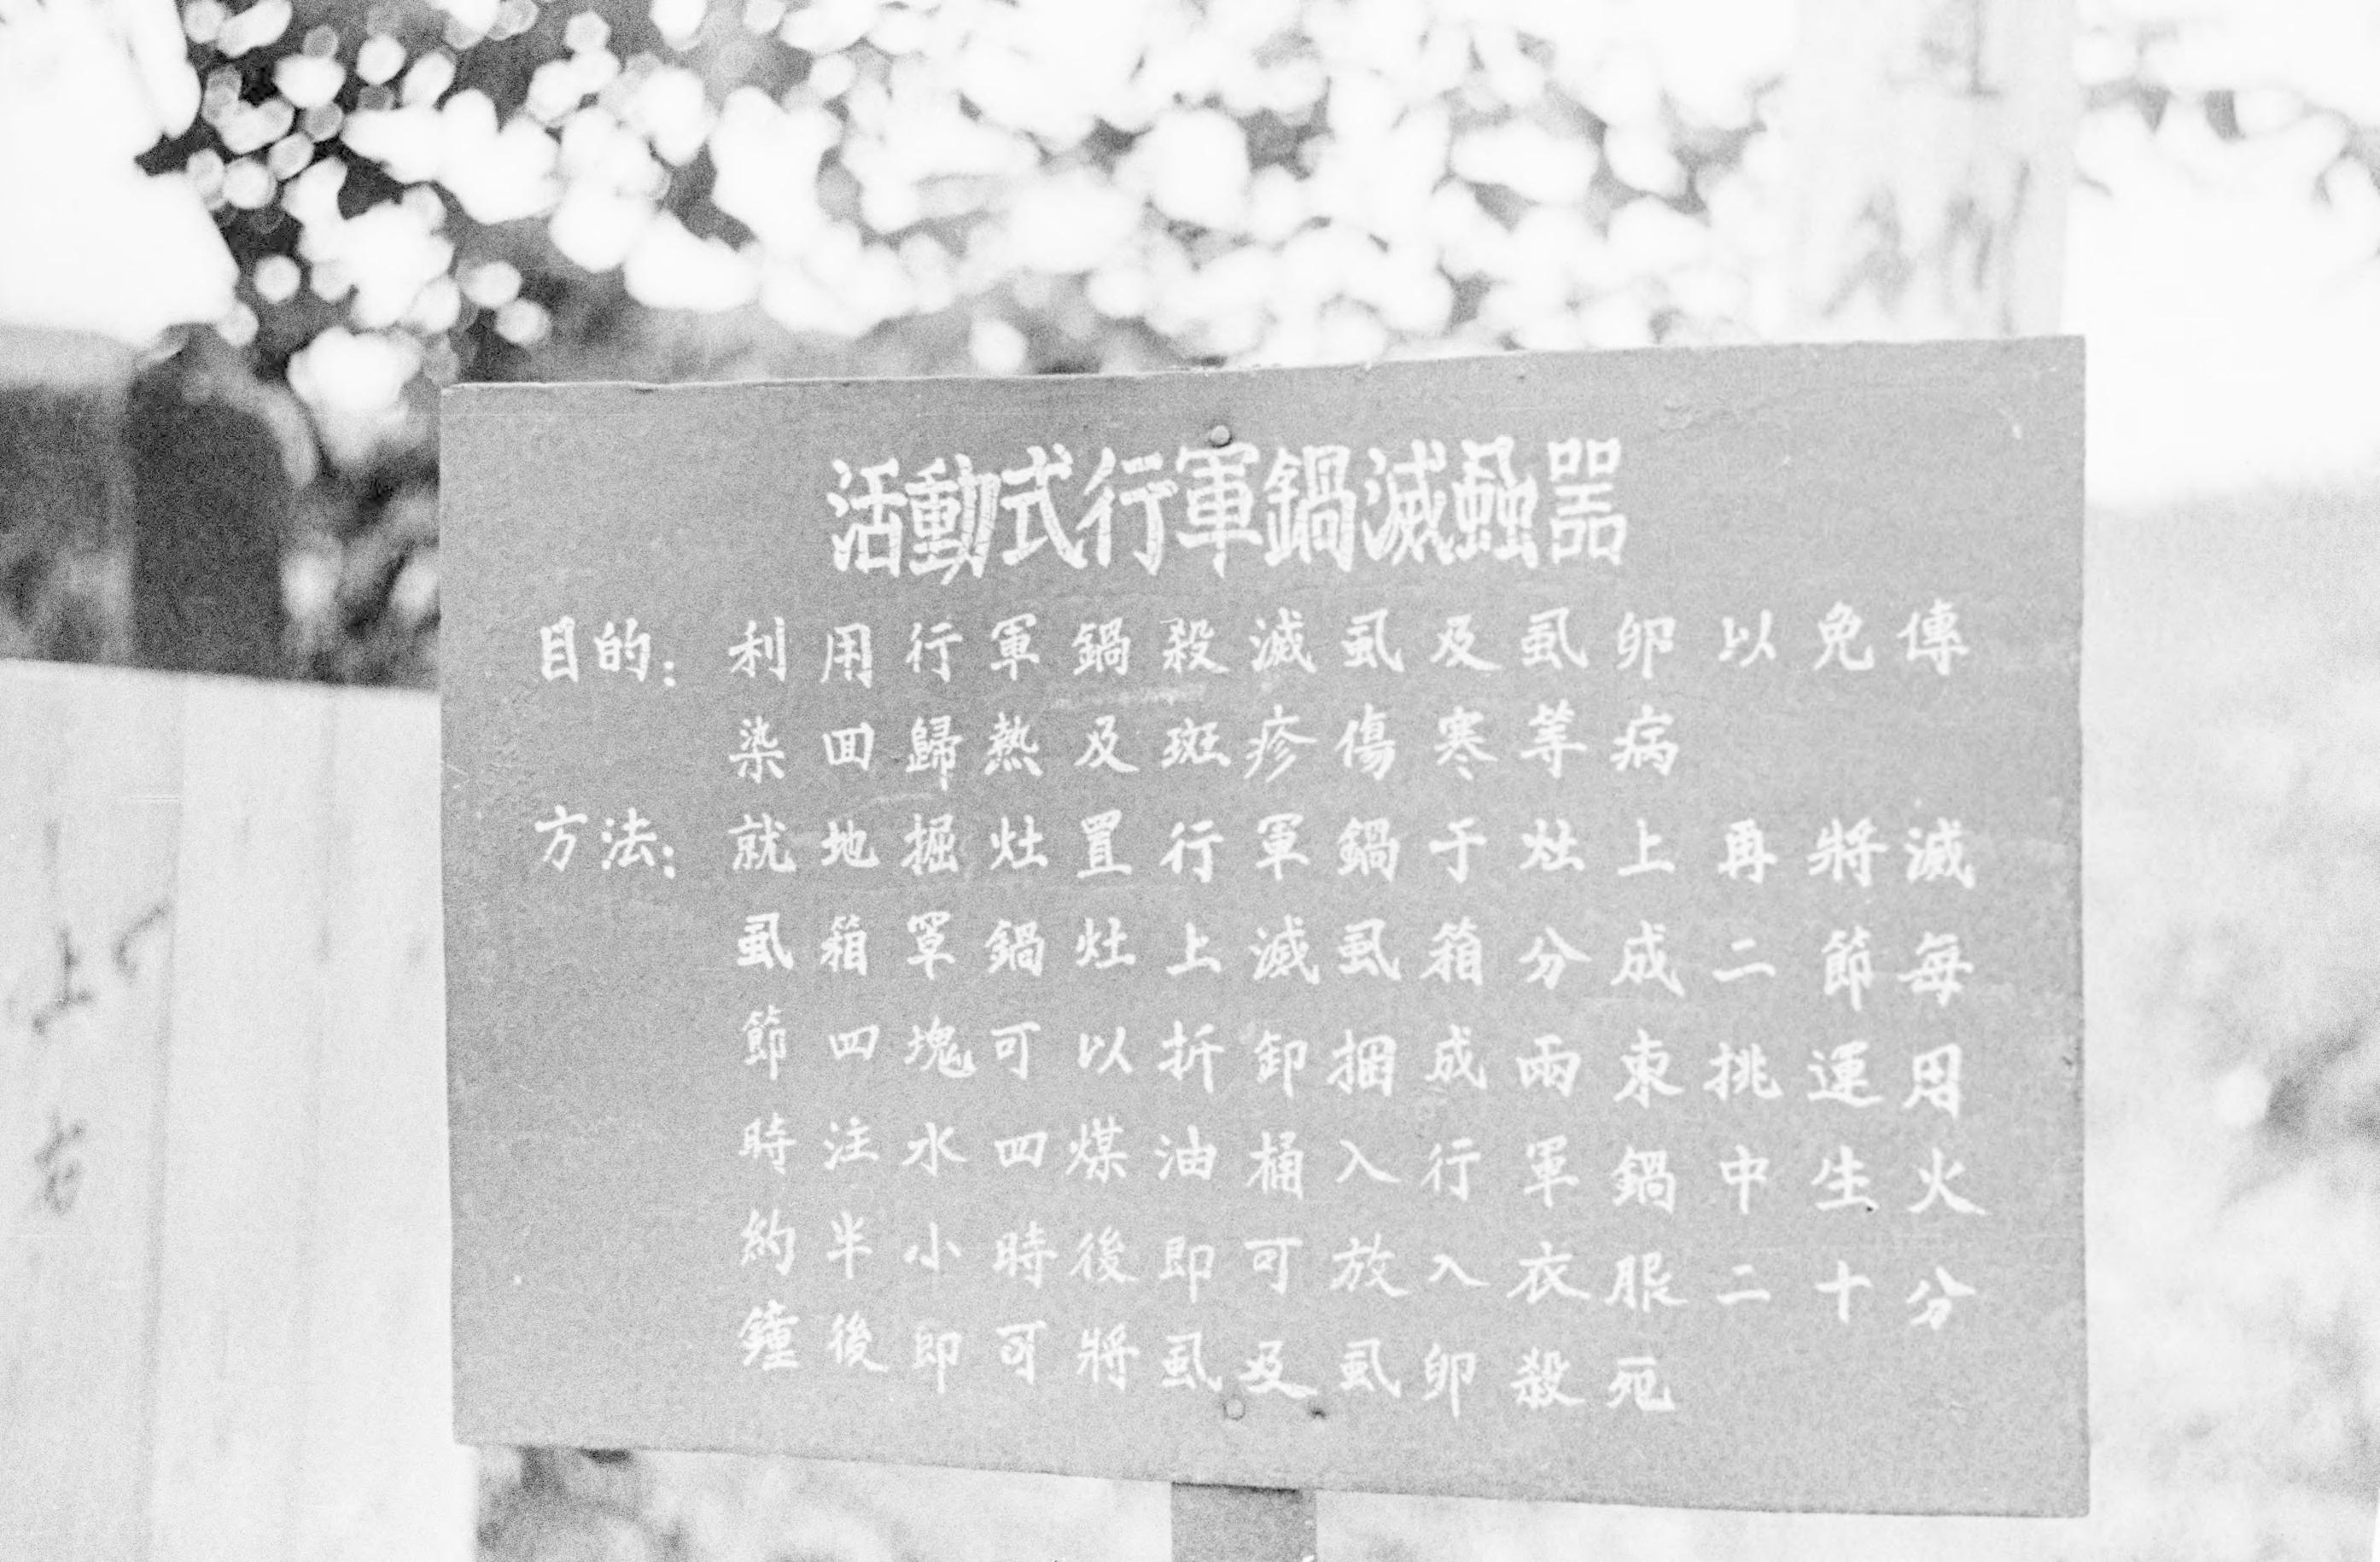 活動式行軍鍋滅蝨器
目的：利用行軍鍋殺滅虱及虱卵以免傳
染回歸熱及斑疹傷寒等病
方法：就地掘灶置行軍鍋于灶上再將滅
虱箱罩鍋灶上滅虱箱分成二節每
節四塊可以拆卸捆成兩束挑運用
時注水四煤油桶入行軍鍋中生火
約半小時後即可放入衣服二十分
鐘後即可將虱及虱卵殺死
上
右